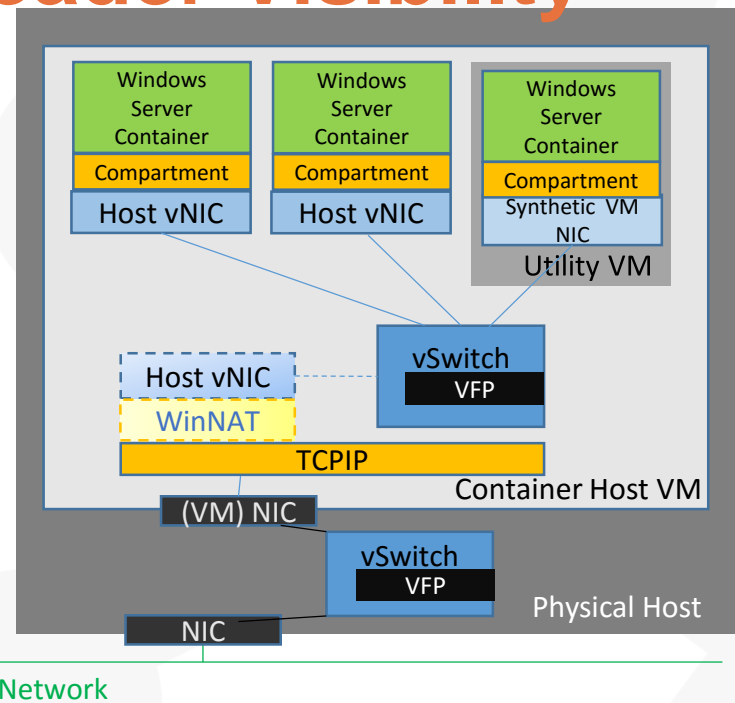 eader Visibility
Windows
Server
Container
Compartment
Host vNIC
Windows
Server
Container
Compartment
Host vNIC
Windows
Server
Container
Compartment
Synthetic VM
NIC
Utility VM
vSwitch
VFP
Host vNIC
WinNAT
TCPIP
Container Host VM
(VM) NIC
vSwitch
VFP
Physical Host
NIC
Network